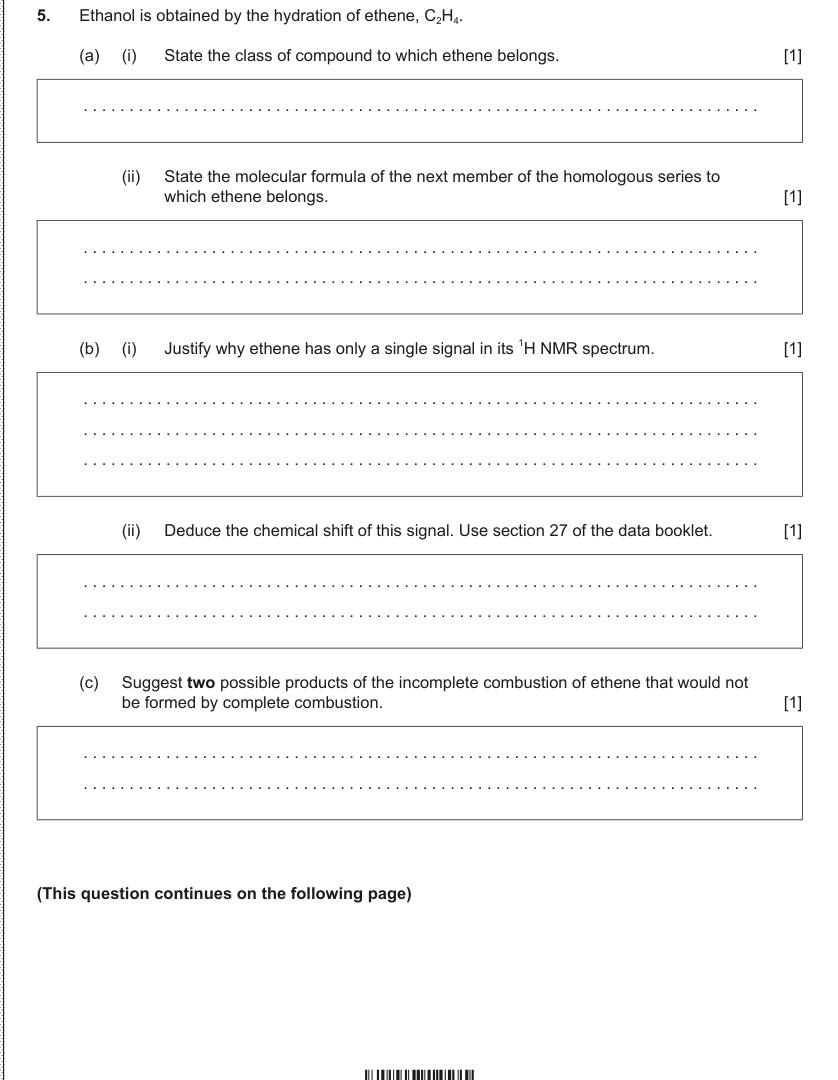 5. Ethanol is obtained by the hydration of ethene, C₂H₄.
(a) (i) State the class of compound to which ethene belongs. [1]
(ii) State the molecular formula of the next member of the homologous series to
which ethene belongs. [1]
(b) (i) Justify why ethene has only a single signal in its ¹H NMR spectrum. [1]
(ii) Deduce the chemical shift of this signal. Use section 27 of the data booklet. [1]
(c) Suggest two possible products of the incomplete combustion of ethene that would not
be formed by complete combustion. [1]
(This question continues on the following page)